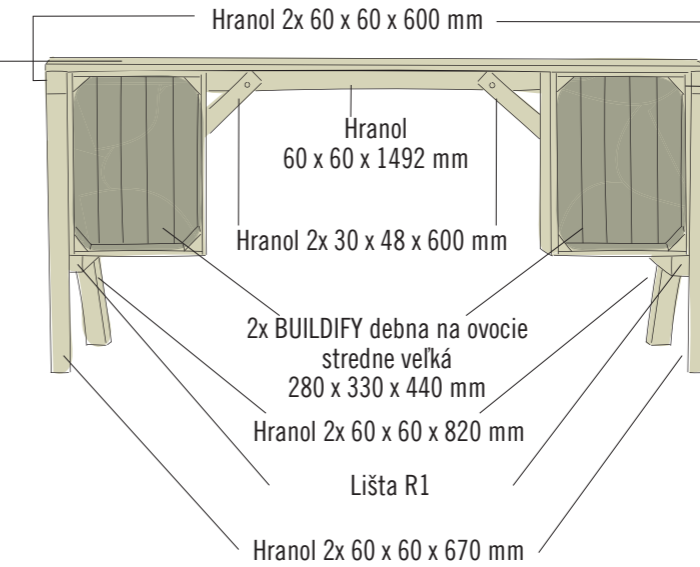 Hranol 2x 60 x 60 x 600 mm
Hranol
60 x 60 x 1492 mm
Hranol 2x 30 x 48 x 600 mm
2x BUILDIFY debna na ovocie
stredne veľká
280 x 330 x 440 mm
Hranol 2x 60 x 60 x 820 mm
Lišta R1
Hranol 2x 60 x 60 x 670 mm